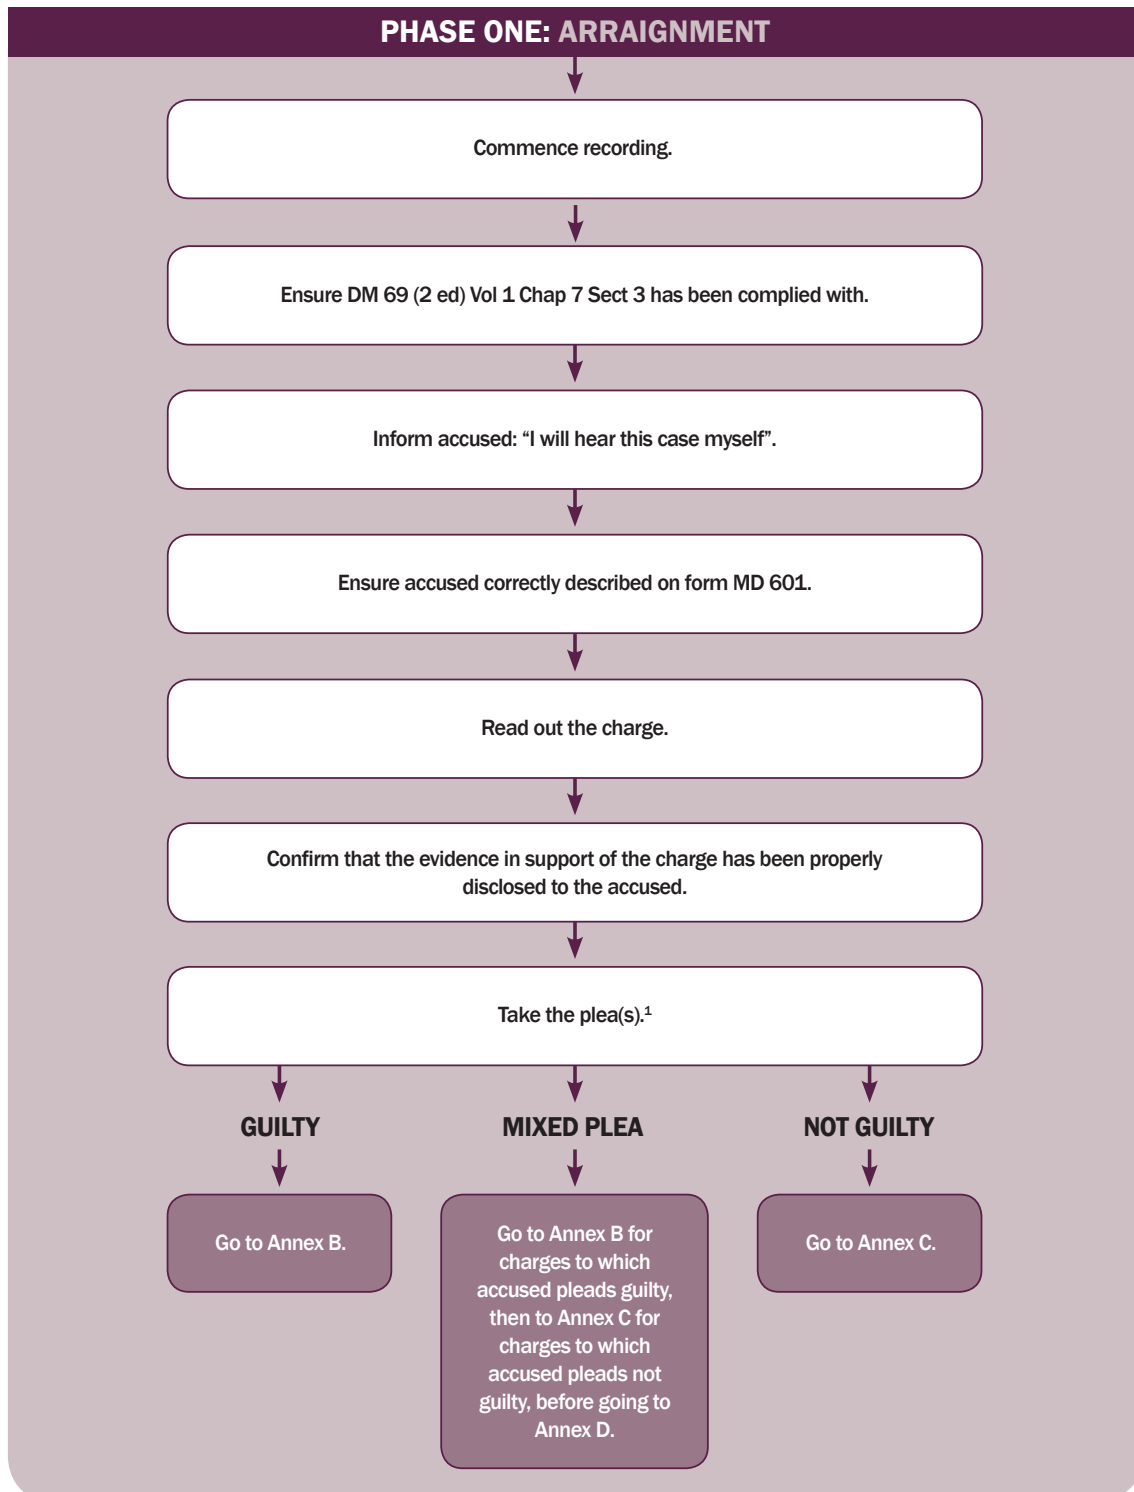 PHASE ONE: ARRAIGNMENT
Commence recording.
Ensure DM 69 (2 ed) Vol 1 Chap 7 Sect 3 has been complied with.
Inform accused: “I will hear this case myself”.
Ensure accused correctly described on form MD 601.
Read out the charge.
Confirm that the evidence in support of the charge has been properly
disclosed to the accused.
Take the plea(s).¹
GUILTY
MIXED PLEA
NOT GUILTY
Go to Annex B.
Go to Annex B for
charges to which
accused pleads guilty,
then to Annex C for
charges to which
accused pleads not
guilty, before going to
Annex D.
Go to Annex C.